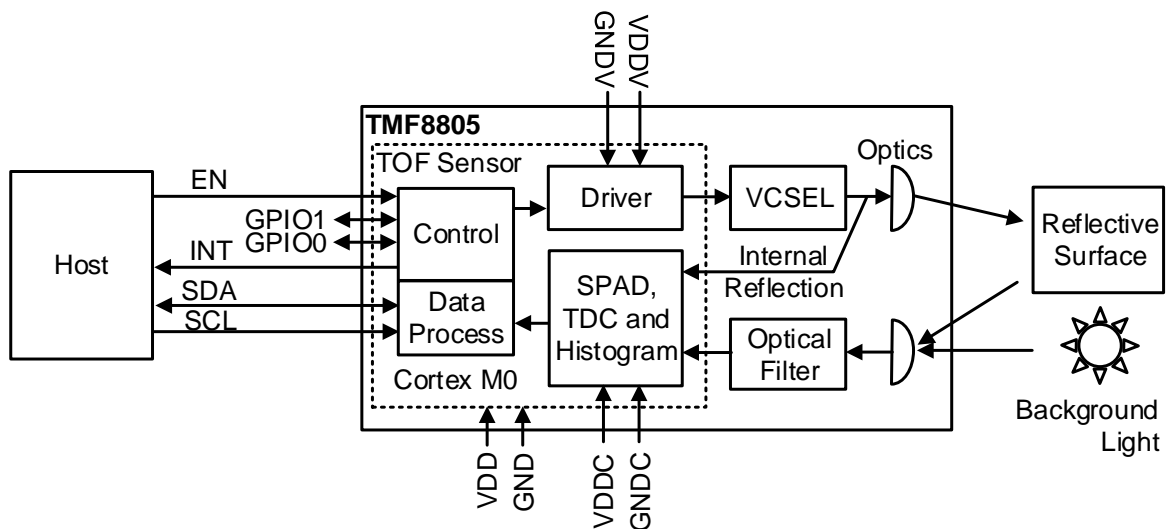 GNDV
VDDV
TMF8805
TOF Sensor
Optics
EN
Driver
VCSEL
GPIO1
GPIO0
Control
Reflective
Surface
Host
INT
Internal
Reflection
SDA
SCL
Data
Process
SPAD,
TDC and
Histogram
Optical
Filter
Cortex M0
Background
Light
VDD
GND
VDDC
GNDC